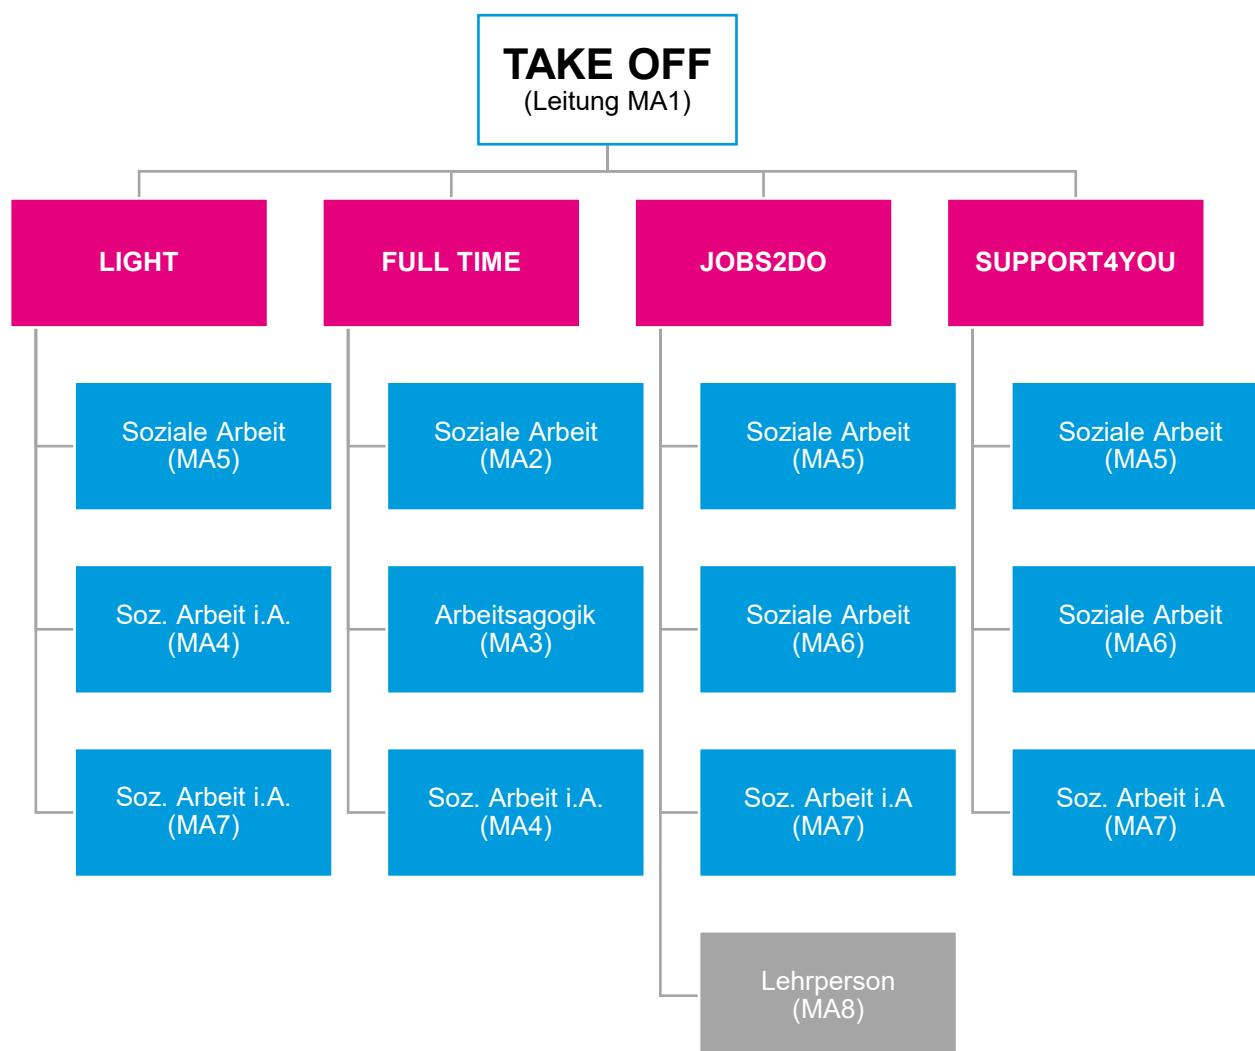 TAKE OFF
(Leitung MA1)
LIGHT
FULL TIME
JOBS2DO
SUPPORT4YOU
Soziale Arbeit
(MA5)
Soz. Arbeit i.A.
(MA4)
Soz. Arbeit i.A.
(MA7)
Soziale Arbeit
(MA2)
Arbeitsagogik
(MA3)
Soz. Arbeit i.A.
(MA4)
Soziale Arbeit
(MA5)
Soziale Arbeit
(MA6)
Soz. Arbeit i.A
(MA7)
Lehrperson
(MA8)
Soziale Arbeit
(MA5)
Soziale Arbeit
(MA6)
Soz. Arbeit i.A
(MA7)